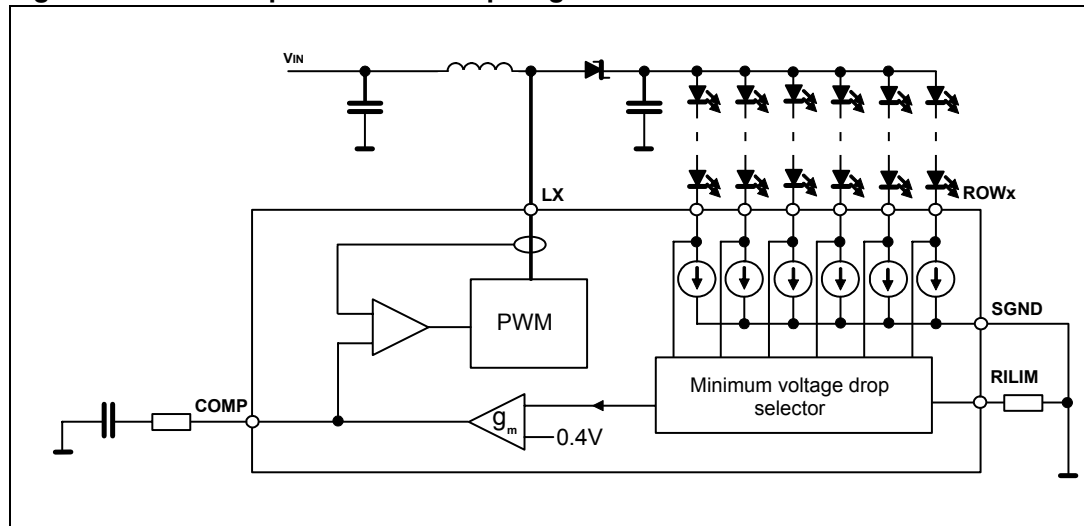 VIN
LX
ROWx
PWM
SGND
Minimum voltage drop
selector
RILIM
COMP
gm
0.4V